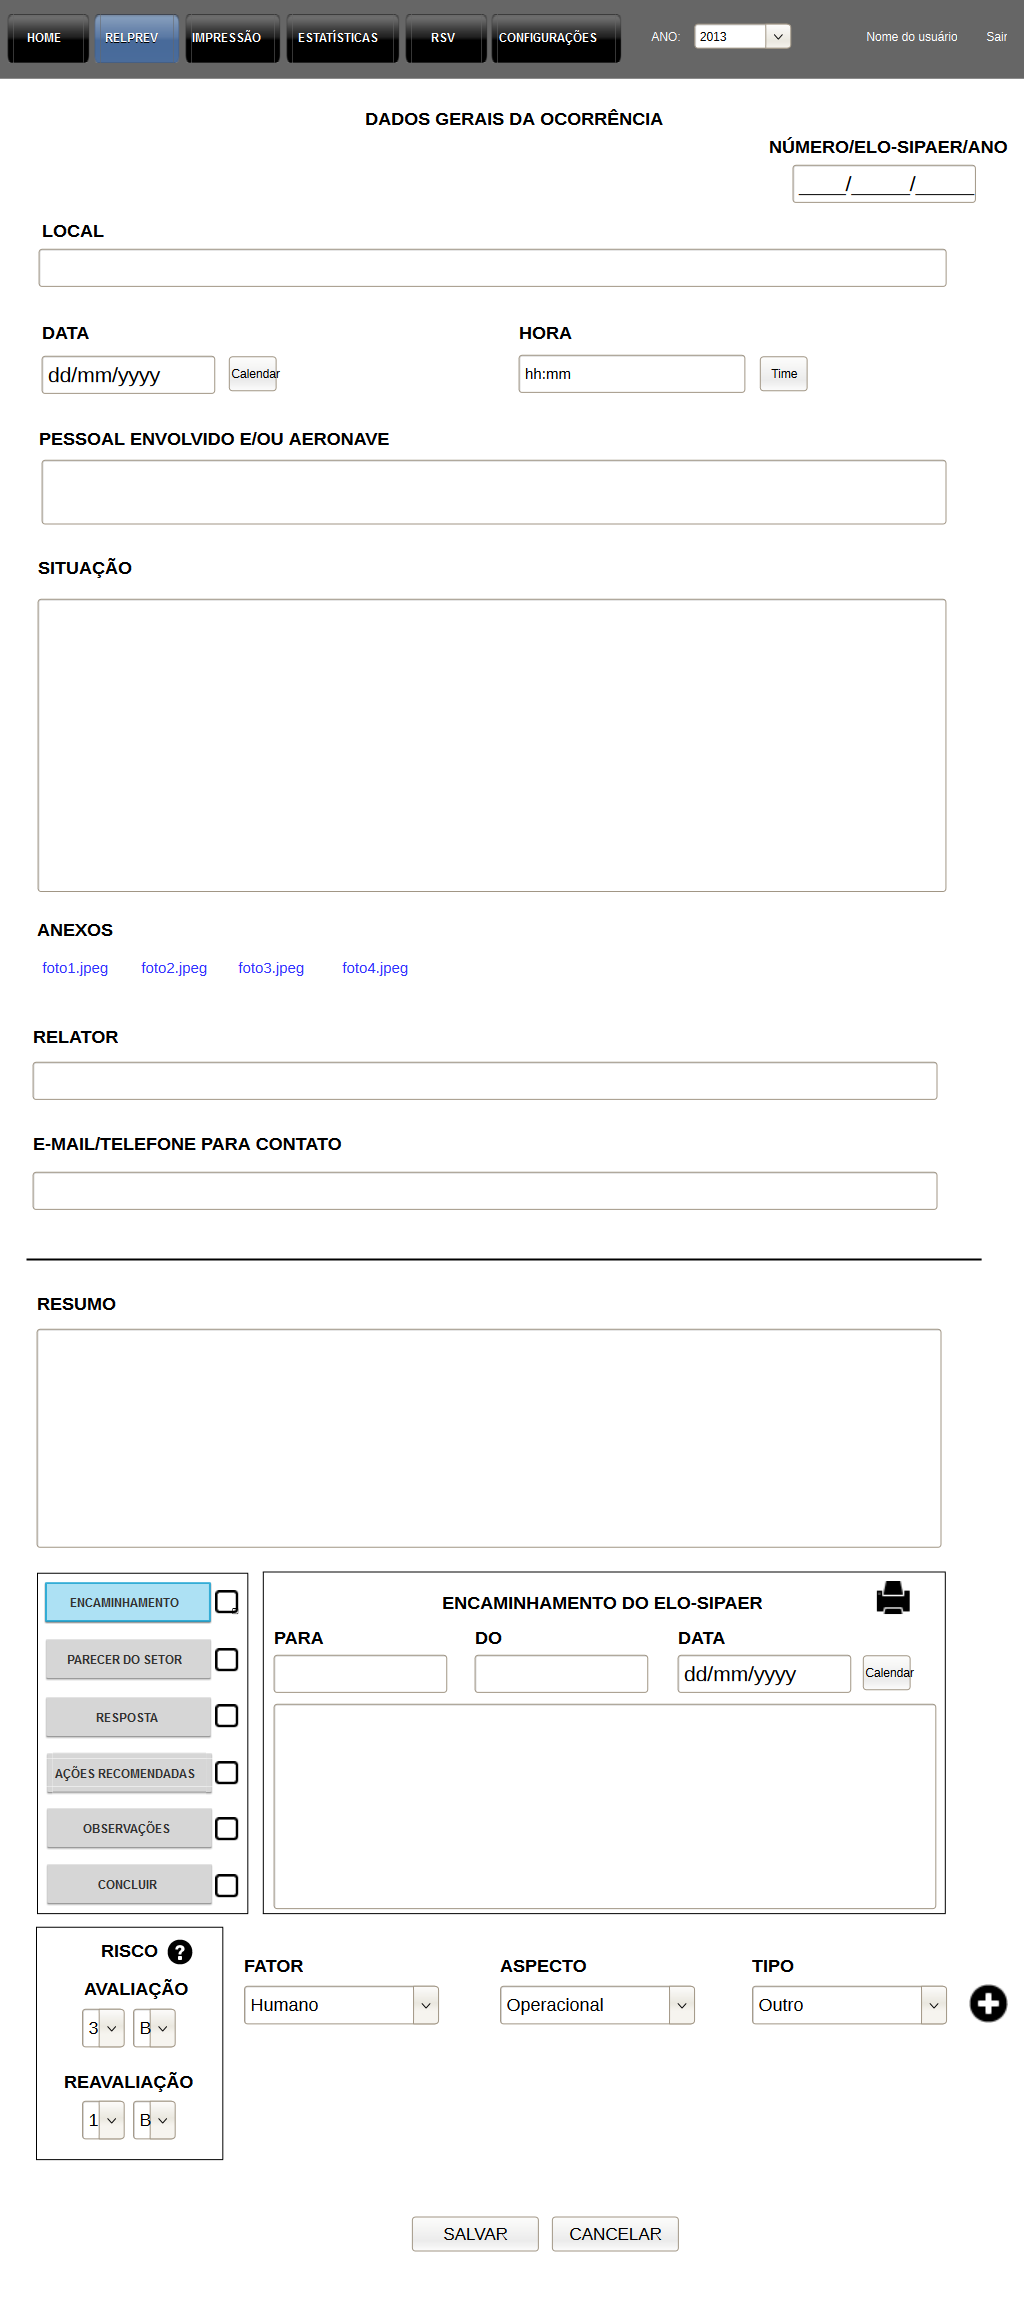 HOME RELPREV IMPRESSÃO ESTATÍSTICAS RSV CONFIGURAÇÕES ANO: 2013 Nome do usuário Sair
DADOS GERAIS DA OCORRÊNCIA
NÚMERO/ELO-SIPAER/ANO
____/_____/_____
LOCAL
DATA HORA
dd/mm/yyyy Calendar hh:mm Time
PESSOAL ENVOLVIDO E/OU AERONAVE
SITUAÇÃO
ANEXOS
foto1.jpeg foto2.jpeg foto3.jpeg foto4.jpeg
RELATOR
E-MAIL/TELEFONE PARA CONTATO
RESUMO
ENCAMINHAMENTO
PARECER DO SETOR
RESPOSTA
AÇÕES RECOMENDADAS
OBSERVAÇÕES
CONCLUIR
ENCAMINHAMENTO DO ELO-SIPAER
PARA DO DATA
dd/mm/yyyy Calendar
RISCO ?
AVALIAÇÃO
3 B
REAVALIAÇÃO
1 B
FATOR ASPECTO TIPO
Humano Operacional Outro
SALVAR CANCELAR